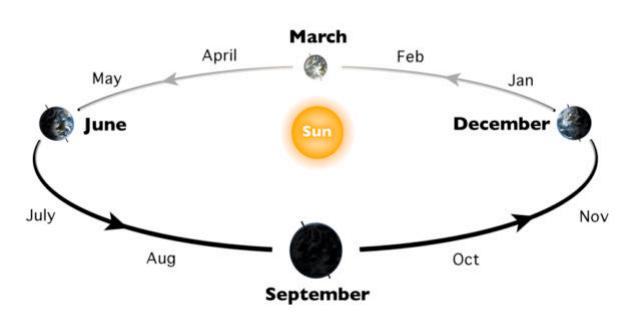 March
April
Feb
May
Jan
June
Sun
December
July
Nov
Aug
Oct
September